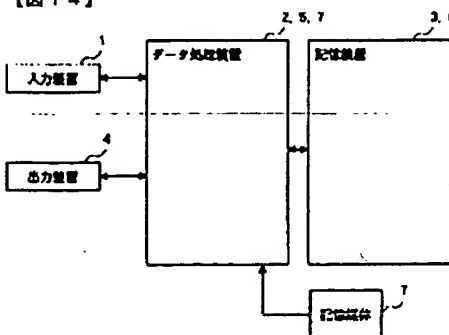 【図14】
2, 5, 7
3,
1
データ処理装置
記憶装置
入力装置
4
出力装置
7
記憶媒体